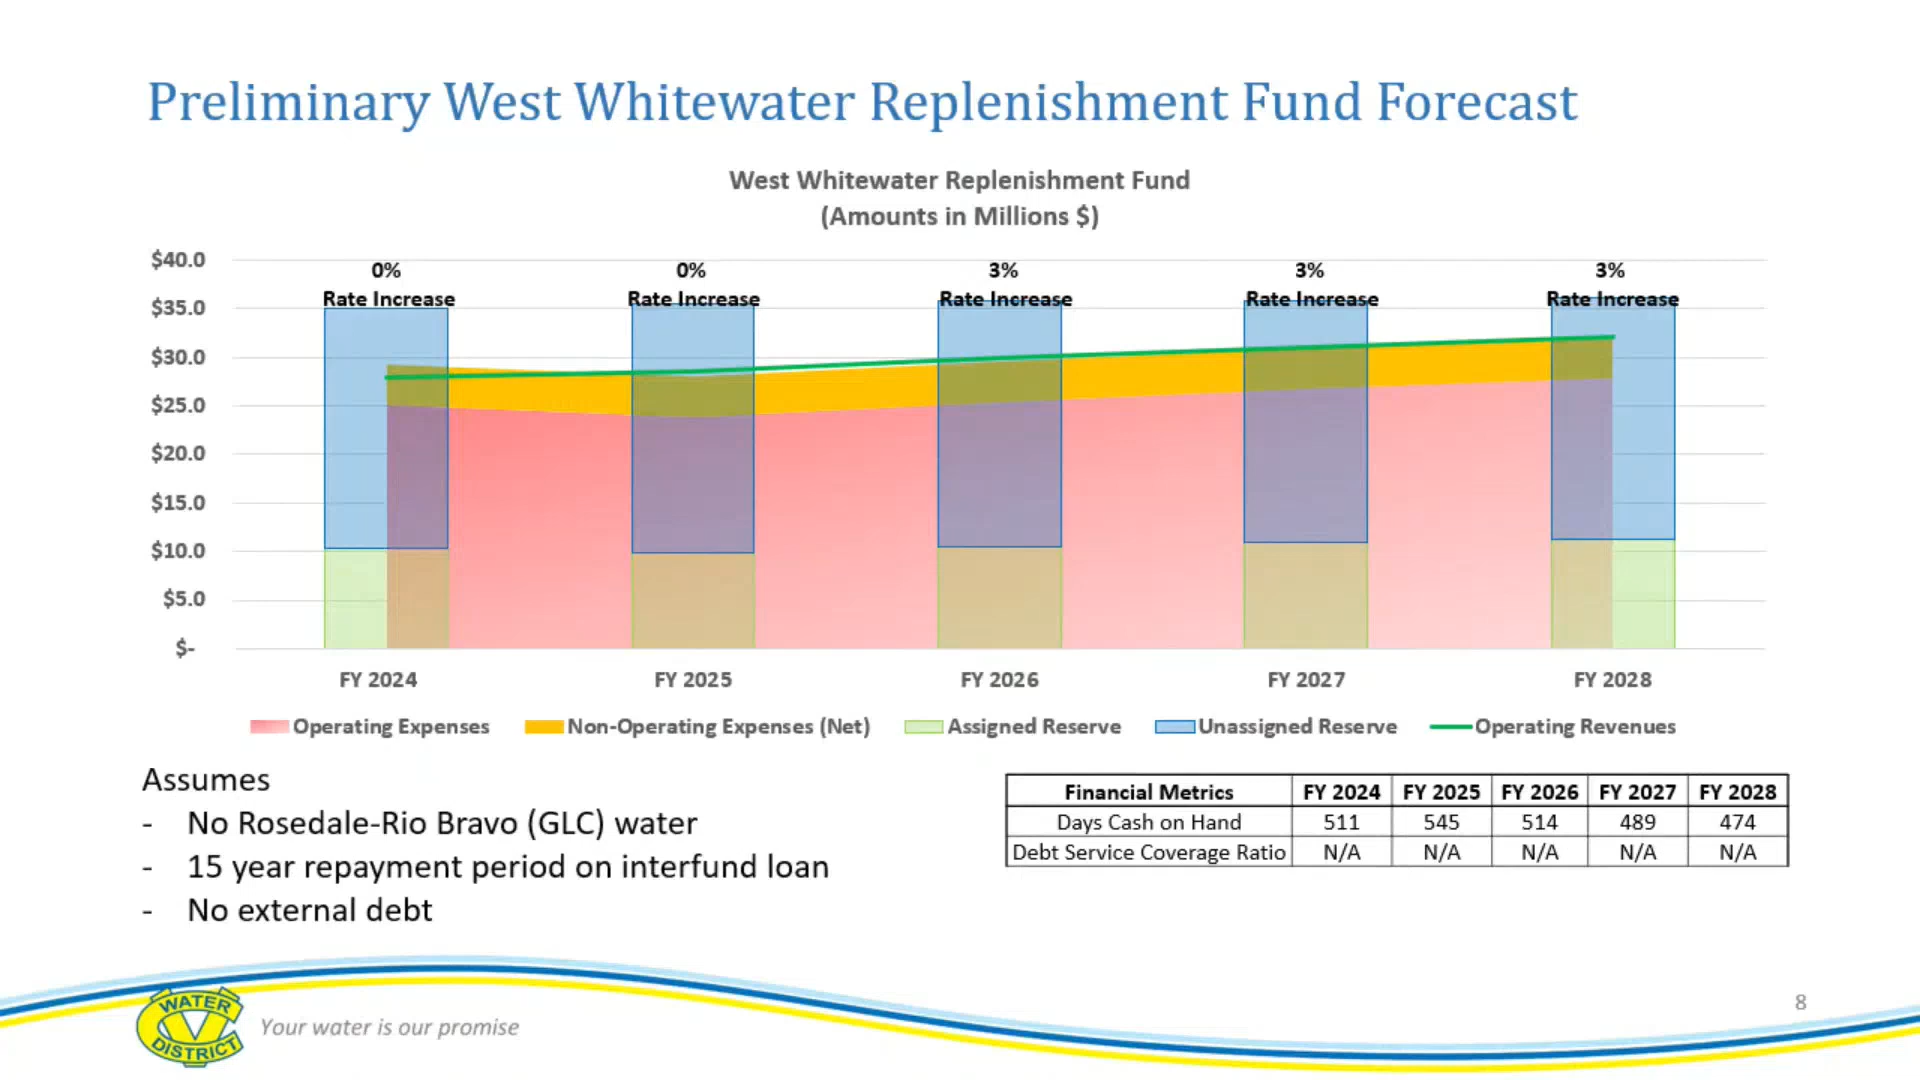 Preliminary West Whitewater Replenishment Fund Forecast
West Whitewater Replenishment Fund
(Amounts in Millions $)
$40.0
$35.0
$30.0
$25.0
$20.0
$15.0
$10.0
$5.0
$-
0% 0% 3% 3% 3%
Rate Increase Rate Increase Rate Increase Rate Increase Rate Increase
FY 2024 FY 2025 FY 2026 FY 2027 FY 2028
Operating Expenses Non-Operating Expenses (Net) Assigned Reserve Unassigned Reserve Operating Revenues
Assumes
- No Rosedale-Rio Bravo (GLC) water
- 15 year repayment period on interfund loan
- No external debt
Financial Metrics FY 2024 FY 2025 FY 2026 FY 2027 FY 2028
Days Cash on Hand 511 545 514 489 474
Debt Service Coverage Ratio N/A N/A N/A N/A N/A
WATER
CV
DISTRICT
Your water is our promise
8